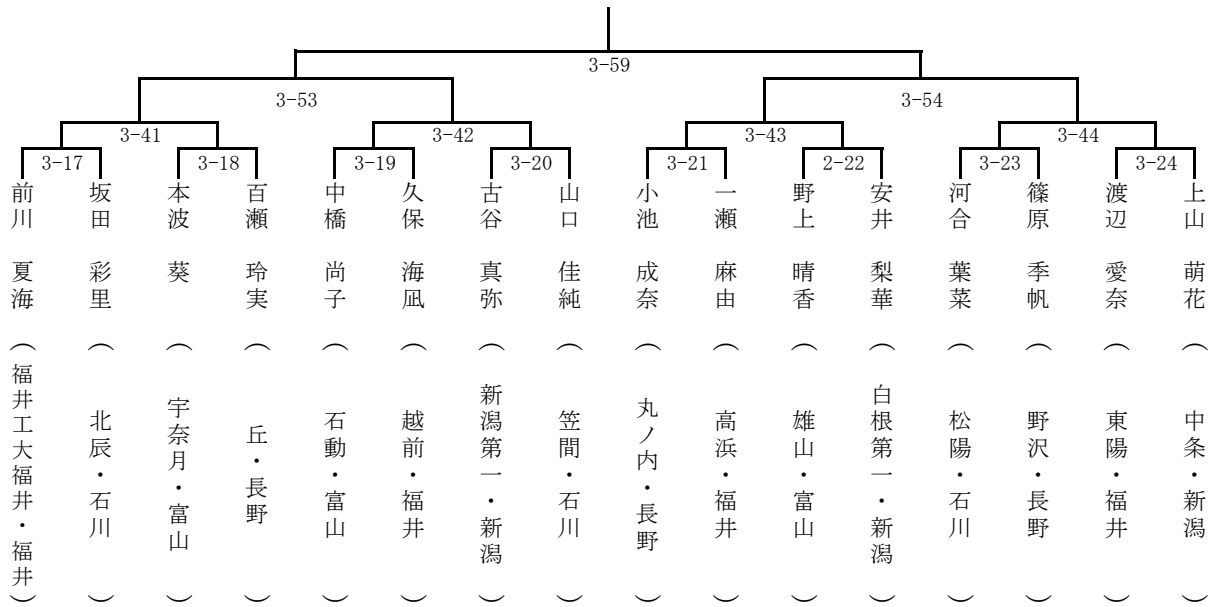 3-59
3-53
3-54
3-41
3-42
3-43
3-44
3-17
3-18
3-19
3-20
3-21
2-22
3-23
3-24
前川 夏海 (福井工大福井・福井)
坂田 彩里 (北辰・石川)
本波 葵 (宇奈月・富山)
百瀬 玲実 (丘・長野)
中橋 尚子 (石動・富山)
久保 海凪 (越前・福井)
古谷 真弥 (新潟第一・新潟)
山口 佳純 (笠間・石川)
小池 成奈 (丸ノ内・長野)
一瀬 麻由 (高浜・福井)
野上 晴香 (雄山・富山)
安井 梨華 (白根第一・新潟)
河合 葉菜 (松陽・石川)
篠原 季帆 (野沢・長野)
渡辺 愛奈 (東陽・福井)
上山 萌花 (中条・新潟)